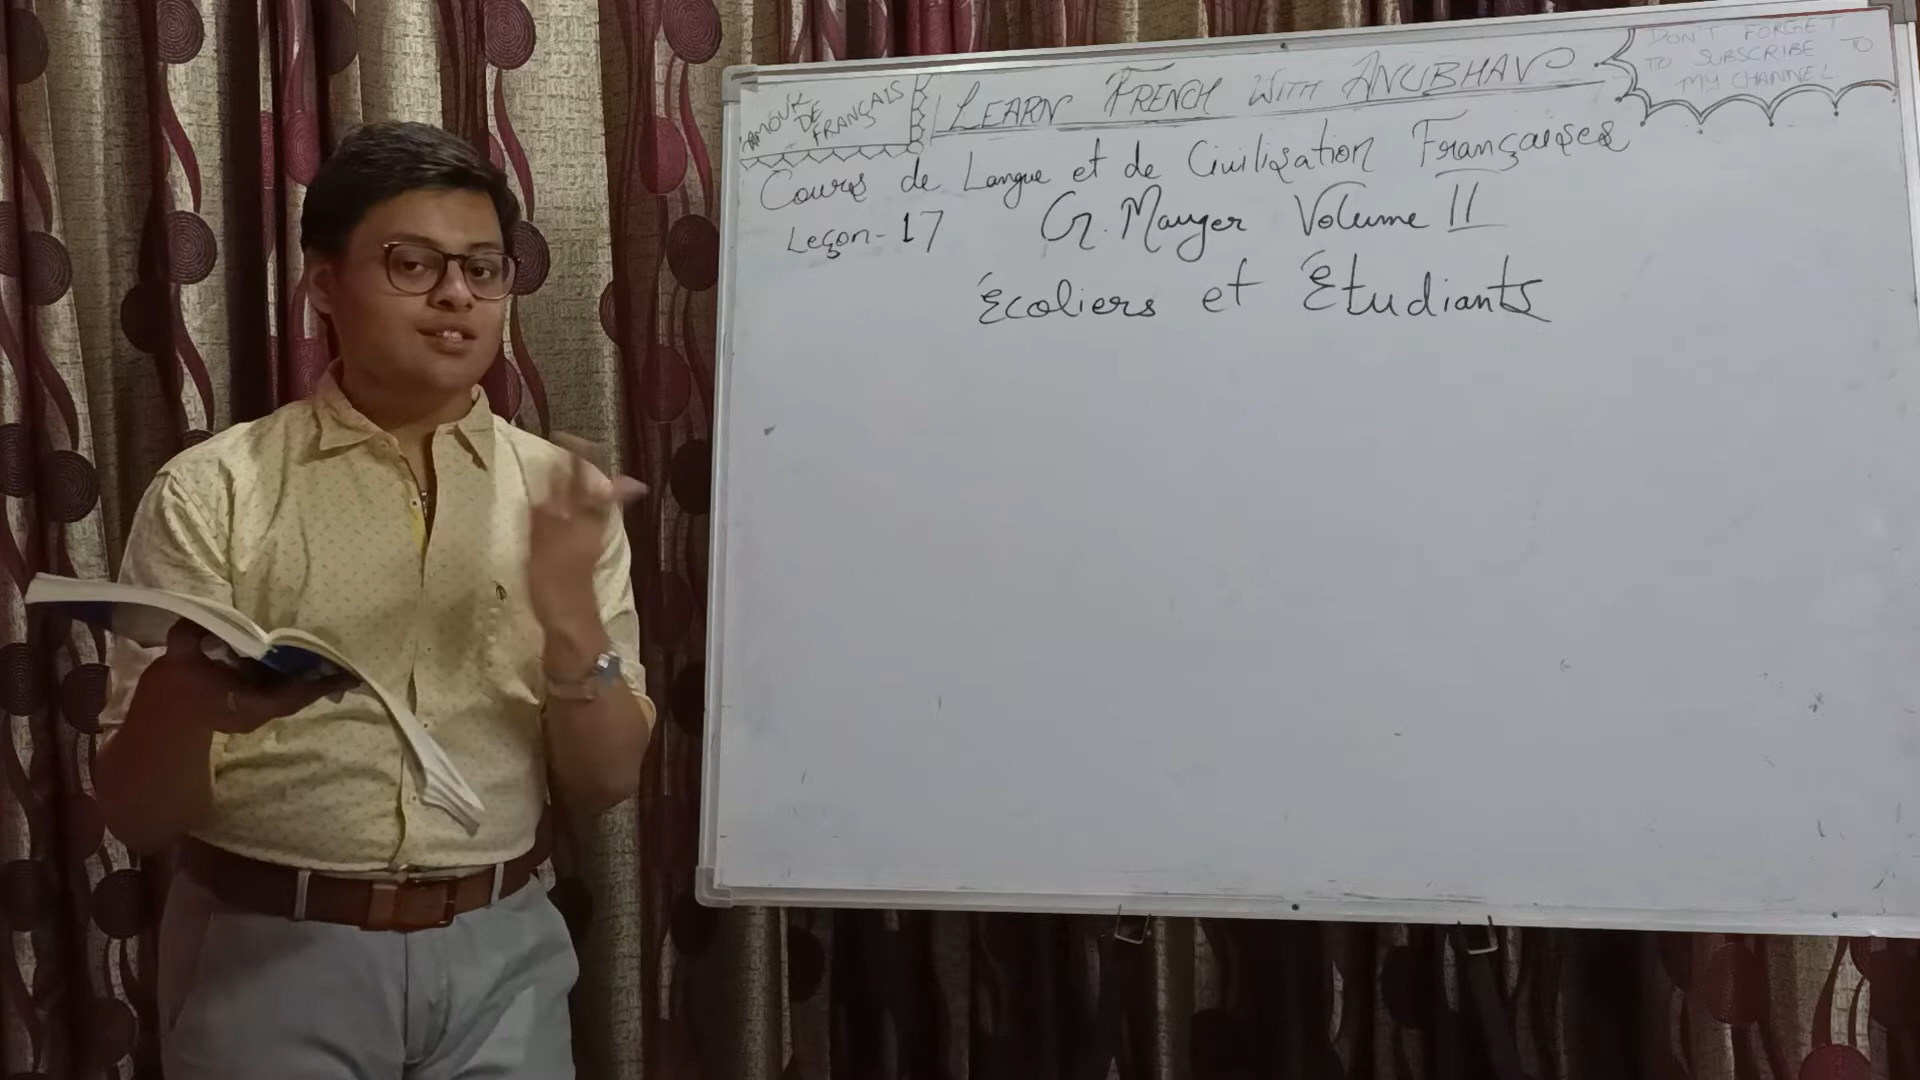 AMOUR
DE
FRANÇAIS
LEARN FRENCH WITH ANUBHAV
DON'T FORGET
TO SUBSCRIBE TO
MY CHANNEL
Cours de Langue et de Civilisation Françaises
Leçon-17 G. Mauger Volume II
Écoliers et Étudiants